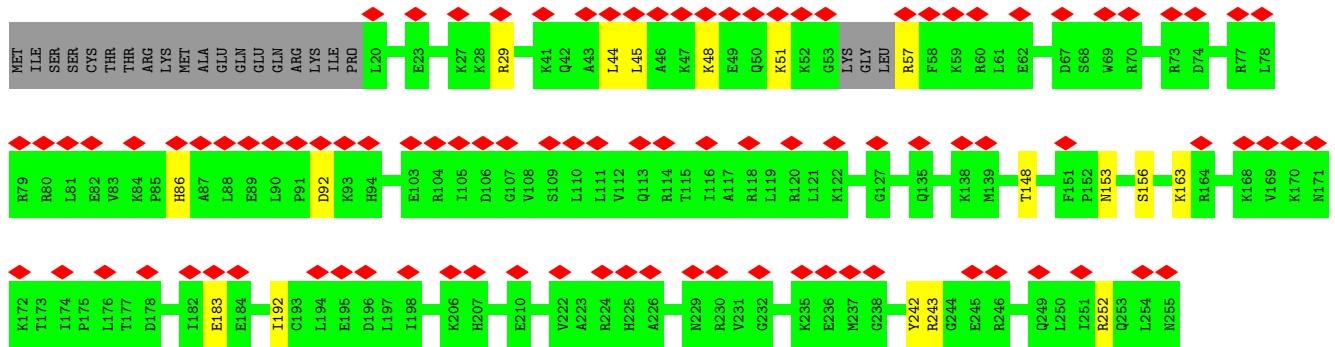 MET ILE SER SER CYS THR THR ARG LYS MET ALA GLU GLN GLU GLN ARG LYS ILE PRO L20 E23 K27 K28 R29 K41 Q42 A43 L44 L45 A46 K47 K48 E49 Q50 K51 K52 G53 LYS GLY LEU R57 F58 K59 R60 L61 E62 D67 S68 W69 R70 R73 D74 R77 L78
R79 R80 L81 E82 V83 K84 P85 H86 A87 L88 E89 L90 P91 D92 K93 H94 E103 R104 I105 D106 G107 V108 S109 L110 L111 V112 Q113 R114 T115 I116 A117 R118 L119 R120 L121 K122 G127 Q135 K138 M139 T148 F151 P152 N153 S156 K163 R164 K168 V169 K170 N171
K172 T173 I174 P175 L176 T177 D178 I182 E183 E184 I192 C193 L194 E195 D196 L197 I198 K206 H207 E210 V222 A223 R224 H225 A226 N229 R230 V231 G232 K235 E236 M237 G238 Y242 R243 G244 E245 R246 Q249 L250 I251 R252 Q253 L254 N255